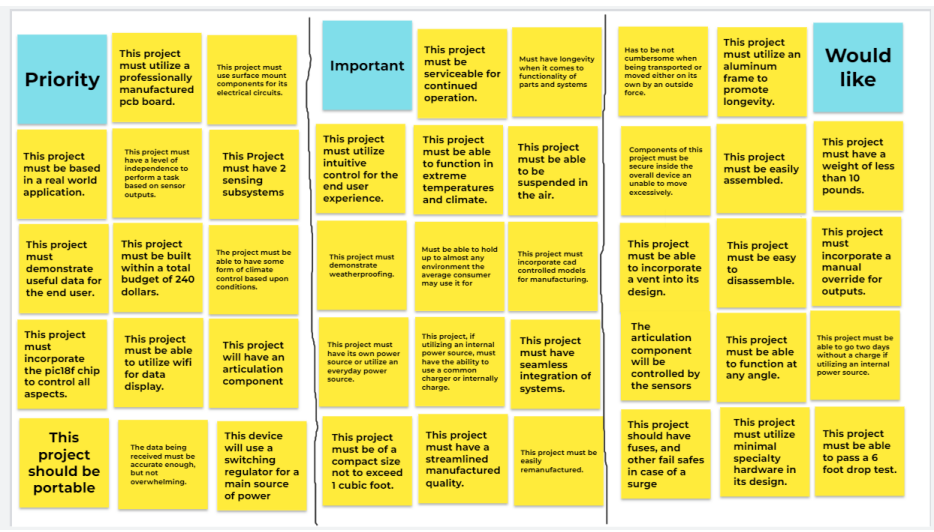 Priority
This project
must utilize a
professionally
manufactured
pcb board.
This project must
use surface mount
components for its
electrical circuits.
This project
must be based
in a real world
application.
This project must
have a level of
independence to
perform a task
based on sensor
outputs.
This Project
must have 2
sensing
subsystems
This project
must
demonstrate
useful data for
the end user.
This project
must be built
within a total
budget of 240
dollars.
The project must be
able to have some
form of climate
control based upon
conditions.
This project
must
incorporate
the pic18f chip
to control all
aspects.
This project
must be able
to utilize wifi
for data
display.
This project
will have an
articulation
component
This
project
should be
portable
The data being
received must be
accurate enough,
but not
overwhelming.
This device
will use a
switching
regulator for a
main source
of power
Important
This project
must be
serviceable for
continued
operation.
Must have longevity
when it comes to
functionality of
parts and systems
This project
must utilize
intuitive
control for the
end user
experience.
This project
must be able
to function in
extreme
temperatures
and climate.
This project
must be able
to be
suspended in
the air.
This project must
demonstrate
weatherproofing.
Must be able to hold
up to almost any
environment the
average consumer
may use it for
This project must
incorporate cad
controlled models
for manufacturing.
This project must
have its own power
source or utilize an
everyday power
source.
This project, if
utilizing an internal
power source, must
have the ability to
use a common
charger or internally
charge.
This project
must have
seamless
integration of
systems.
This project
must be of a
compact size
not to exceed
1 cubic foot.
This project
must have a
streamlined
manufactured
quality.
This project must be
easily
remanufactured.
Has to be not
cumbersome when
being transported or
moved either on its
own by an outside
force.
This project
must utilize an
aluminum
frame to
promote
longevity.
Would
like
Components of this
project must be
secure inside the
overall device an
unable to move
excessively.
This project
must be easily
assembled.
This project
must have a
weight of less
than 10
pounds.
This project
must be able
to incorporate
a vent into its
design.
This project
must be easy
to
disassemble.
This project
must
incorporate a
manual
override for
outputs.
The
articulation
component
will be
controlled by
the sensors
This project
must be able
to function at
any angle.
This project must be
able to go two days
without a charge if
utilizing an internal
power source.
This project
should have
fuses, and
other fail safes
in case of a
surge
This project
must utilize
minimal
specialty
hardware in
its design.
This project
must be able
to pass a 6
foot drop test.